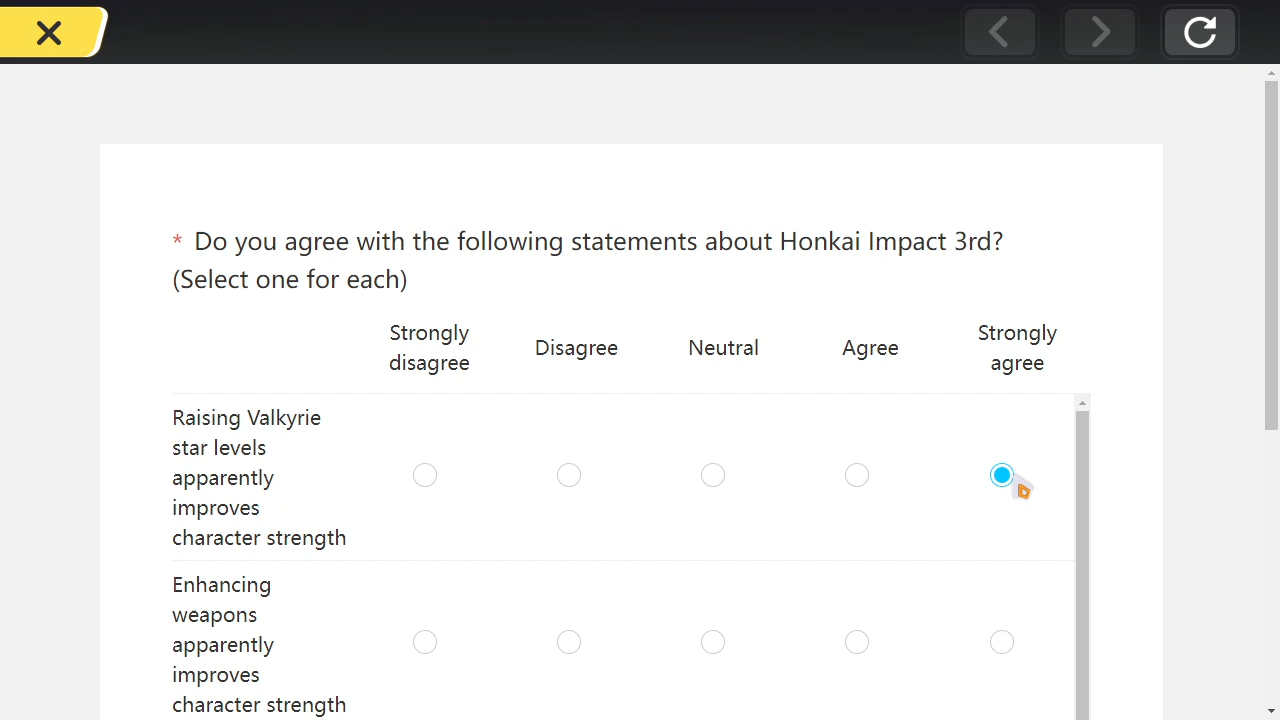 * Do you agree with the following statements about Honkai Impact 3rd?
(Select one for each)
Strongly disagree
Disagree
Neutral
Agree
Strongly agree
Raising Valkyrie
star levels
apparently
improves
character strength
Enhancing
weapons
apparently
improves
character strength